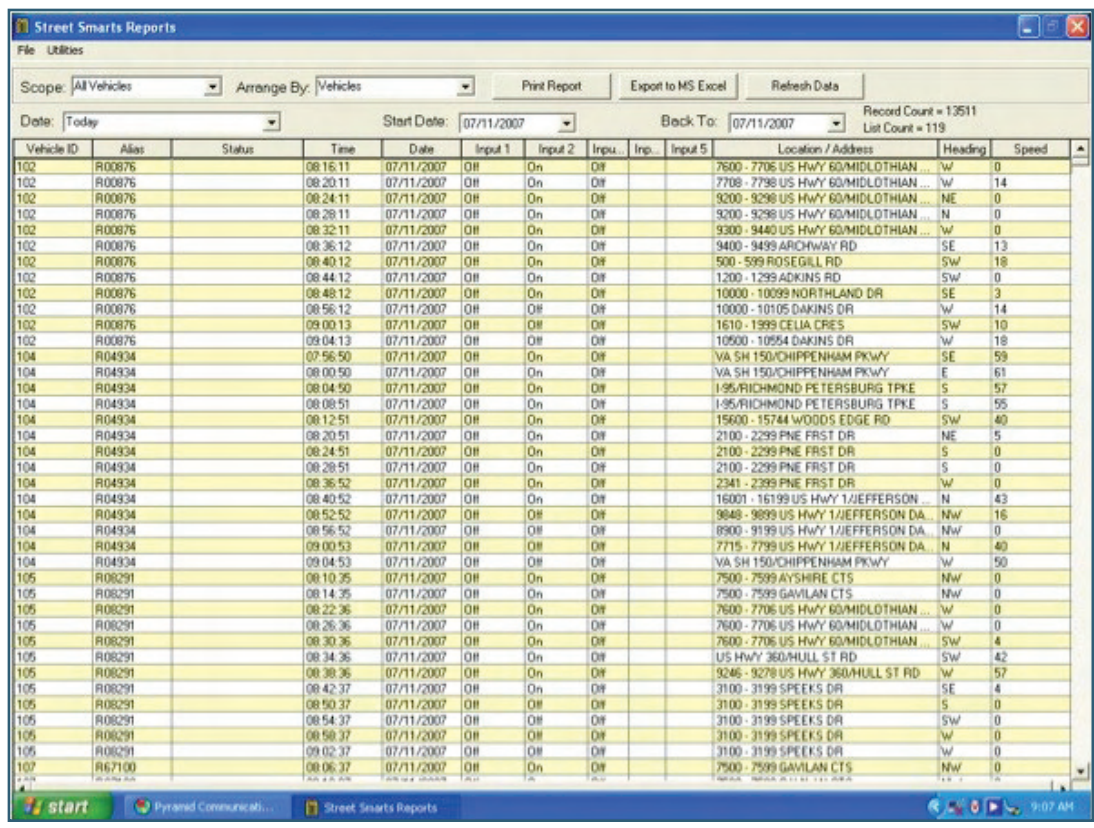 Street Smarts Reports
File Utilities
Scope: All Vehicles Arrange By: Vehicles Print Report Export to MS Excel Refresh Data
Date: Today Start Date: 07/11/2007 Back To: 07/11/2007 Record Count = 13511
List Count = 119
Vehicle ID Alias Status Time Date Input 1 Input 2 Inpu... Inp... Input 5 Location / Address Heading Speed
102 R00876 08:16:11 07/11/2007 Off On Off 7600 - 7706 US HWY 60/MIDLOTHIAN ... W 0
102 R00876 08:20:11 07/11/2007 Off On Off 7708 - 7798 US HWY 60/MIDLOTHIAN ... W 14
102 R00876 08:24:11 07/11/2007 Off On Off 9200 - 9298 US HWY 60/MIDLOTHIAN ... NE 0
102 R00876 08:28:11 07/11/2007 Off On Off 9200 - 9298 US HWY 60/MIDLOTHIAN ... N 0
102 R00876 08:32:11 07/11/2007 Off On Off 9300 - 9440 US HWY 60/MIDLOTHIAN ... W 0
102 R00876 08:36:12 07/11/2007 Off On Off 9400 - 9499 ARCHWAY RD SE 13
102 R00876 08:40:12 07/11/2007 Off On Off 500 - 599 ROSEGILL RD SW 18
102 R00876 08:44:12 07/11/2007 Off On Off 1200 - 1299 ADKINS RD SW 0
102 R00876 08:48:12 07/11/2007 Off On Off 10000 - 10099 NORTHLAND DR SE 3
102 R00876 08:56:12 07/11/2007 Off On Off 10000 - 10105 DAKINS DR W 14
102 R00876 09:00:13 07/11/2007 Off On Off 1610 - 1999 CELIA CRES SW 10
102 R00876 09:04:13 07/11/2007 Off Off Off 10500 - 10554 DAKINS DR W 18
104 R04934 07:56:50 07/11/2007 Off On Off VA SH 150/CHIPPENHAM PKWY SE 59
104 R04934 08:00:50 07/11/2007 Off On Off VA SH 150/CHIPPENHAM PKWY E 61
104 R04934 08:04:50 07/11/2007 Off On Off I-95/RICHMOND PETERSBURG TPKE S 57
104 R04934 08:08:51 07/11/2007 Off On Off I-95/RICHMOND PETERSBURG TPKE S 55
104 R04934 08:12:51 07/11/2007 Off On Off 15600 - 15744 WOODS EDGE RD SW 40
104 R04934 08:20:51 07/11/2007 Off On Off 2100 - 2299 PNE FRST DR NE 5
104 R04934 08:24:51 07/11/2007 Off On Off 2100 - 2299 PNE FRST DR S 0
104 R04934 08:28:51 07/11/2007 Off On Off 2100 - 2299 PNE FRST DR S 0
104 R04934 08:36:52 07/11/2007 Off On Off 2341 - 2399 PNE FRST DR W 0
104 R04934 08:40:52 07/11/2007 Off On Off 16001 - 16199 US HWY 1/JEFFERSON ... N 43
104 R04934 08:52:52 07/11/2007 Off Off Off 9848 - 9899 US HWY 1/JEFFERSON DA... NW 16
104 R04934 08:56:52 07/11/2007 Off Off Off 8900 - 9199 US HWY 1/JEFFERSON DA... NW 0
104 R04934 09:00:53 07/11/2007 Off On Off 7715 - 7799 US HWY 1/JEFFERSON DA... N 40
104 R04934 09:04:53 07/11/2007 Off On Off VA SH 150/CHIPPENHAM PKWY W 50
105 R08291 08:10:35 07/11/2007 Off On Off 7500 - 7599 AYSHIRE CTS NW 0
105 R08291 08:14:35 07/11/2007 Off On Off 7500 - 7599 GAVILAN CTS NW 0
105 R08291 08:22:36 07/11/2007 Off On Off 7600 - 7706 US HWY 60/MIDLOTHIAN ... W 0
105 R08291 08:26:36 07/11/2007 Off On Off 7600 - 7706 US HWY 60/MIDLOTHIAN ... W 0
105 R08291 08:30:36 07/11/2007 Off On Off 7600 - 7706 US HWY 60/MIDLOTHIAN ... SW 4
105 R08291 08:34:36 07/11/2007 Off On Off US HWY 360/HULL ST RD SW 42
105 R08291 08:38:36 07/11/2007 Off On Off 9246 - 9278 US HWY 360/HULL ST RD W 57
105 R08291 08:42:37 07/11/2007 Off On Off 3100 - 3199 SPEEKS DR SE 4
105 R08291 08:50:37 07/11/2007 Off Off Off 3100 - 3199 SPEEKS DR S 0
105 R08291 08:54:37 07/11/2007 Off Off Off 3100 - 3199 SPEEKS DR SW 0
105 R08291 08:58:37 07/11/2007 Off Off Off 3100 - 3199 SPEEKS DR W 0
105 R08291 09:02:37 07/11/2007 Off On Off 3100 - 3199 SPEEKS DR W 0
107 R67100 08:06:37 07/11/2007 Off On Off 7500 - 7599 GAVILAN CTS NW 0
start Pyramid Communicati... Street Smarts Reports 9:07 AM